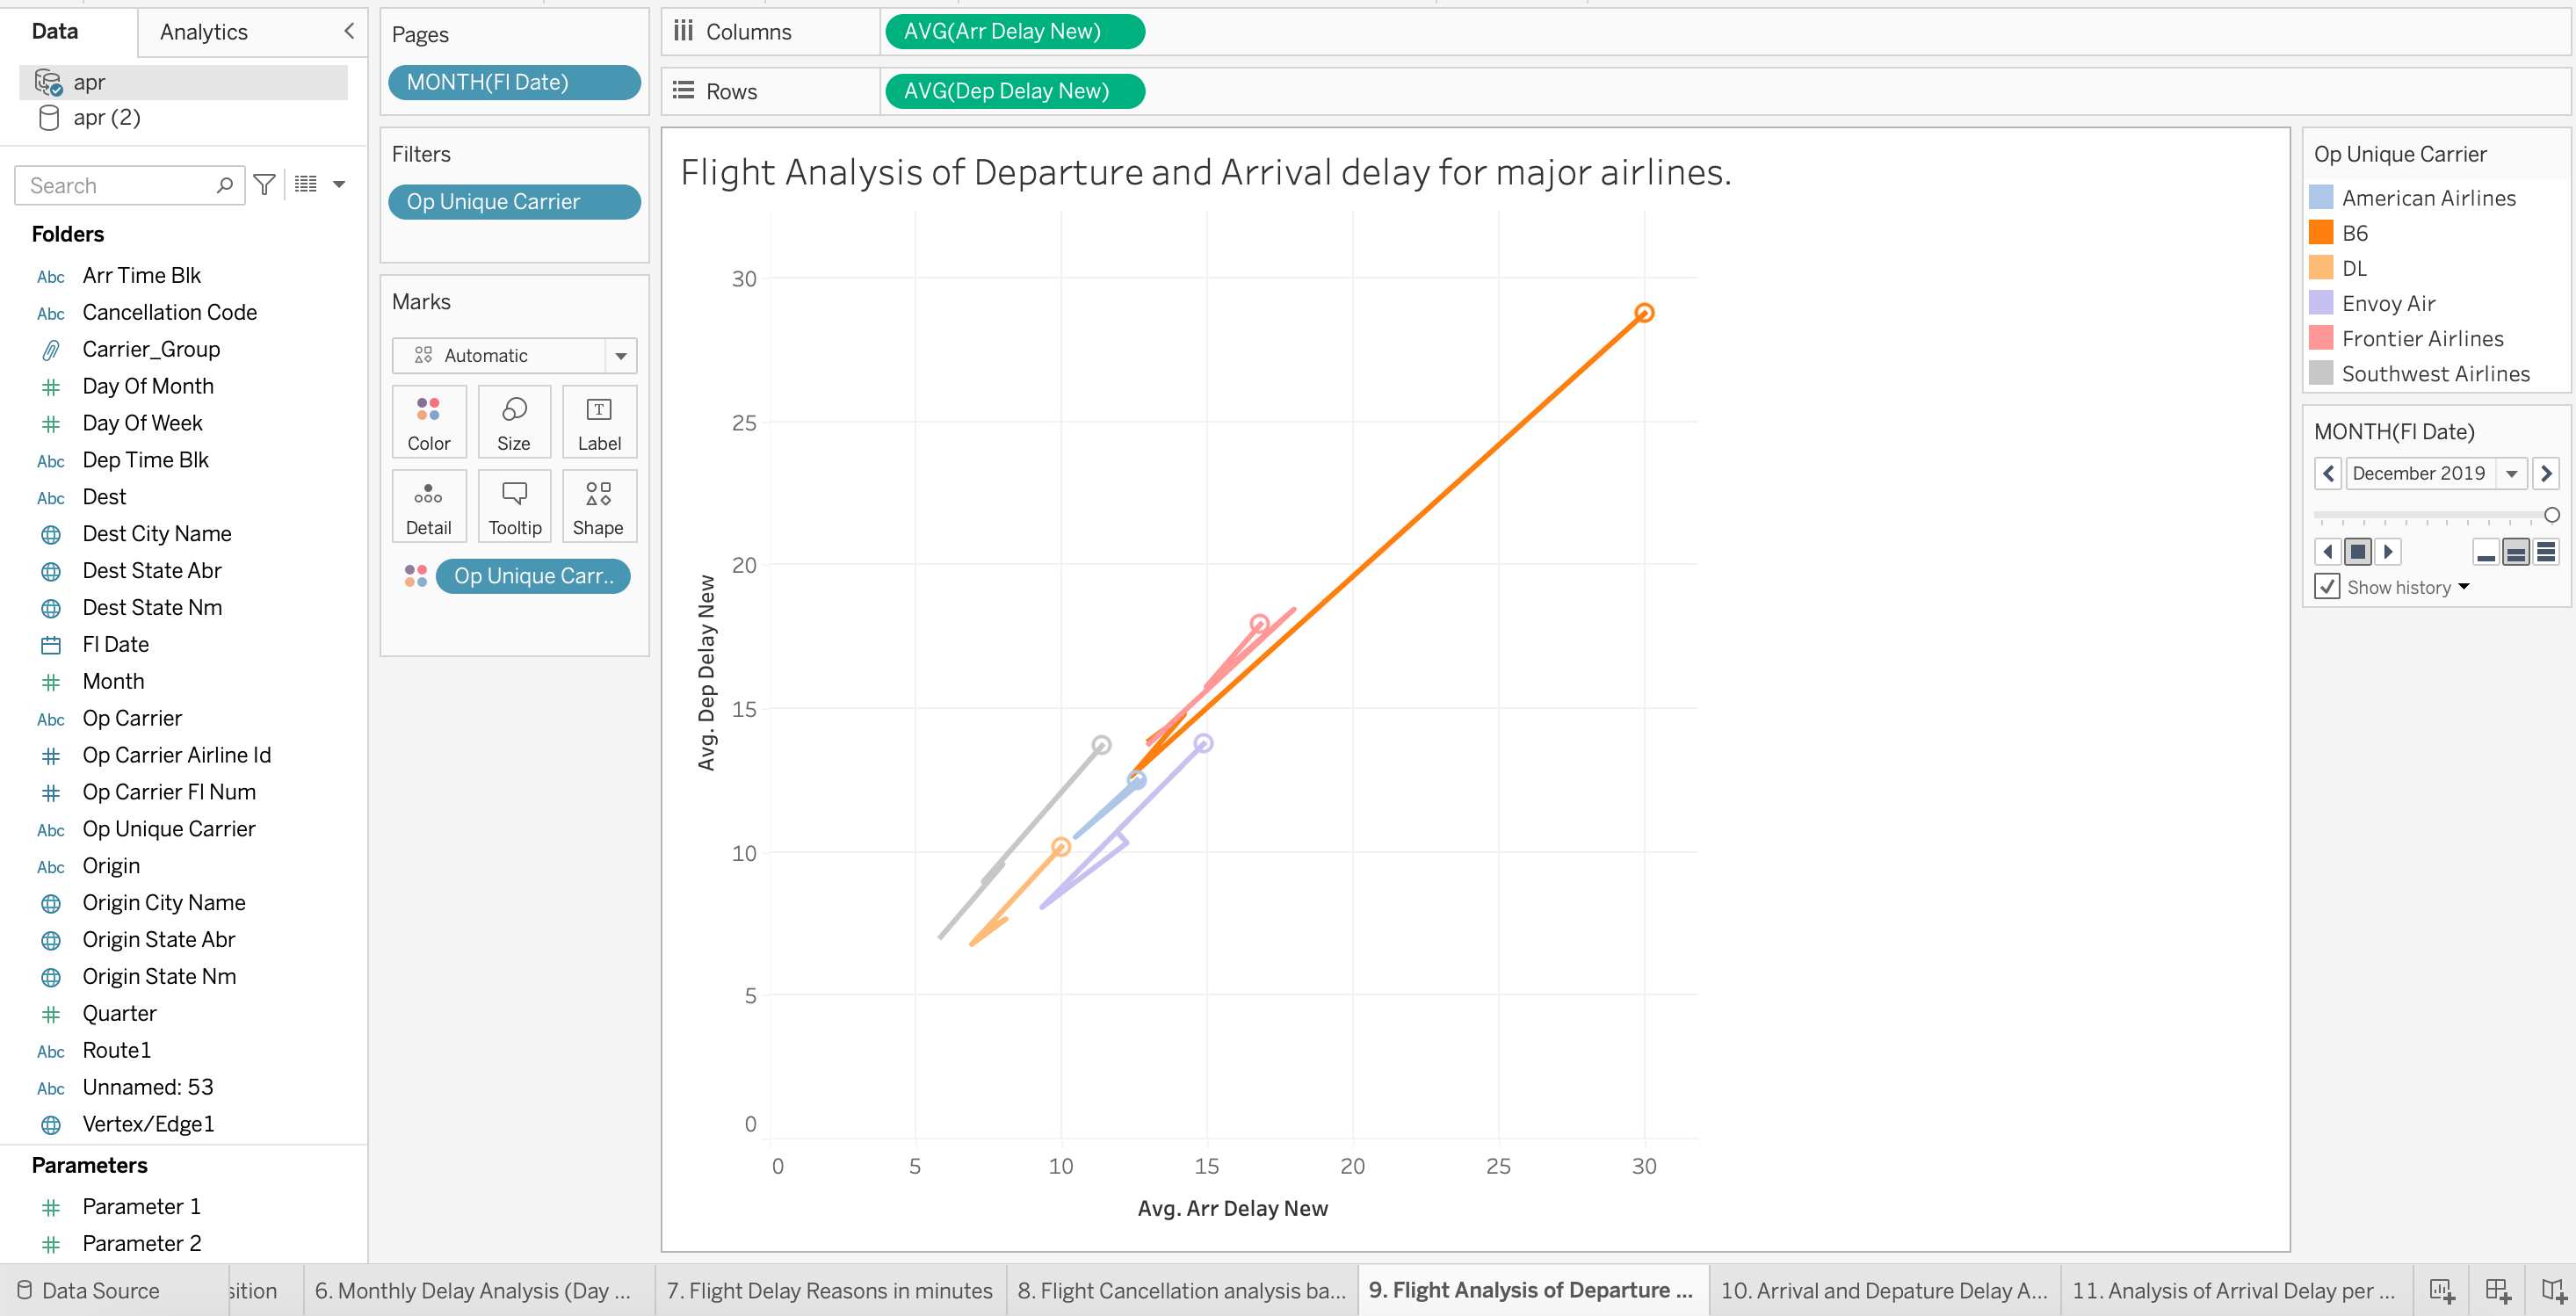 Data
Analytics
apr
apr (2)
Search
Folders
Abc Arr Time Blk
Abc Cancellation Code
Carrier_Group
Day Of Month
Day Of Week
Abc Dep Time Blk
Abc Dest
Dest City Name
Dest State Abr
Dest State Nm
Fl Date
Month
Abc Op Carrier
Op Carrier Airline Id
Op Carrier Fl Num
Abc Op Unique Carrier
Abc Origin
Origin City Name
Origin State Abr
Origin State Nm
Quarter
Abc Route1
Abc Unnamed: 53
Vertex/Edge1
Parameters
Parameter 1
Parameter 2
Pages
MONTH(Fl Date)
Filters
Op Unique Carrier
Marks
Automatic
Color Size Label
Detail Tooltip Shape
Op Unique Carr..
Columns AVG(Arr Delay New)
Rows AVG(Dep Delay New)
Flight Analysis of Departure and Arrival delay for major airlines.
Avg. Dep Delay New
30
25
20
15
10
5
0
0 5 10 15 20 25 30
Avg. Arr Delay New
Op Unique Carrier
American Airlines
B6
DL
Envoy Air
Frontier Airlines
Southwest Airlines
MONTH(Fl Date)
December 2019
Show history
Data Source
sition
6. Monthly Delay Analysis (Day ...
7. Flight Delay Reasons in minutes
8. Flight Cancellation analysis ba...
9. Flight Analysis of Departure ...
10. Arrival and Depature Delay A...
11. Analysis of Arrival Delay per ...